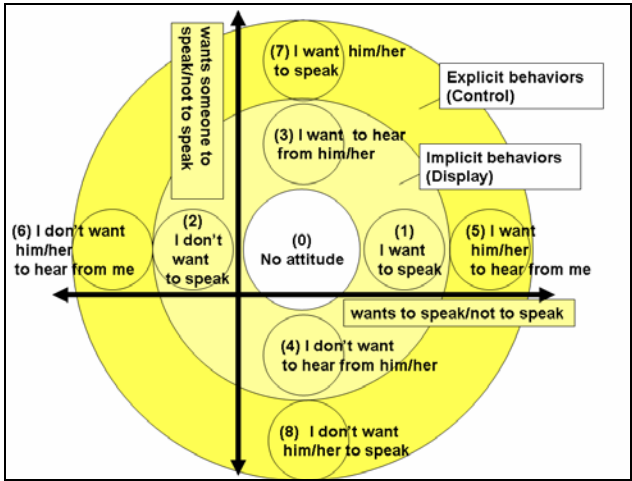 wants someone to
speak/not to
speak
(7) I want him/her
to speak
Explicit behaviors
(Control)
(3) I want to hear
from him/her
Implicit behaviors
(Display)
(6) I don't want
him/her
to hear from me
(2)
I don't
want
to speak
(0)
No attitude
(1)
I want
to speak
(5) I want
him/her
to hear from me
wants to speak/not to speak
(4) I don't want
to hear from him/her
(8) I don't want
him/her to speak